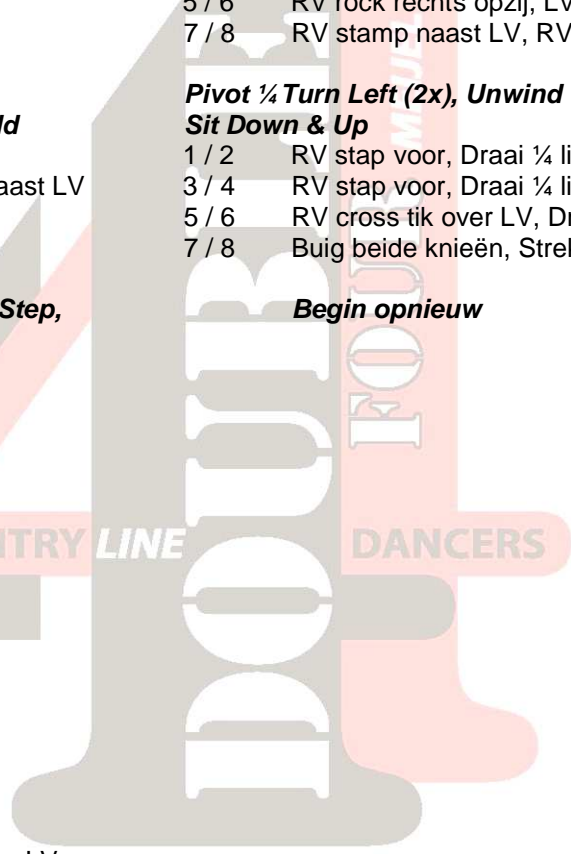 ld
aast LV
Step,
5 / 6 RV rock rechts opzij, LV
7 / 8 RV stamp naast LV, RV
Pivot ¼ Turn Left (2x), Unwind
Sit Down & Up
1 / 2 RV stap voor, Draai ¼ li
3 / 4 RV stap voor, Draai ¼ li
5 / 6 RV cross tik over LV, Dr
7 / 8 Buig beide knieën, Strek
Begin opnieuw
DOUBLE
FOUR
NTRY LINE DANCERS